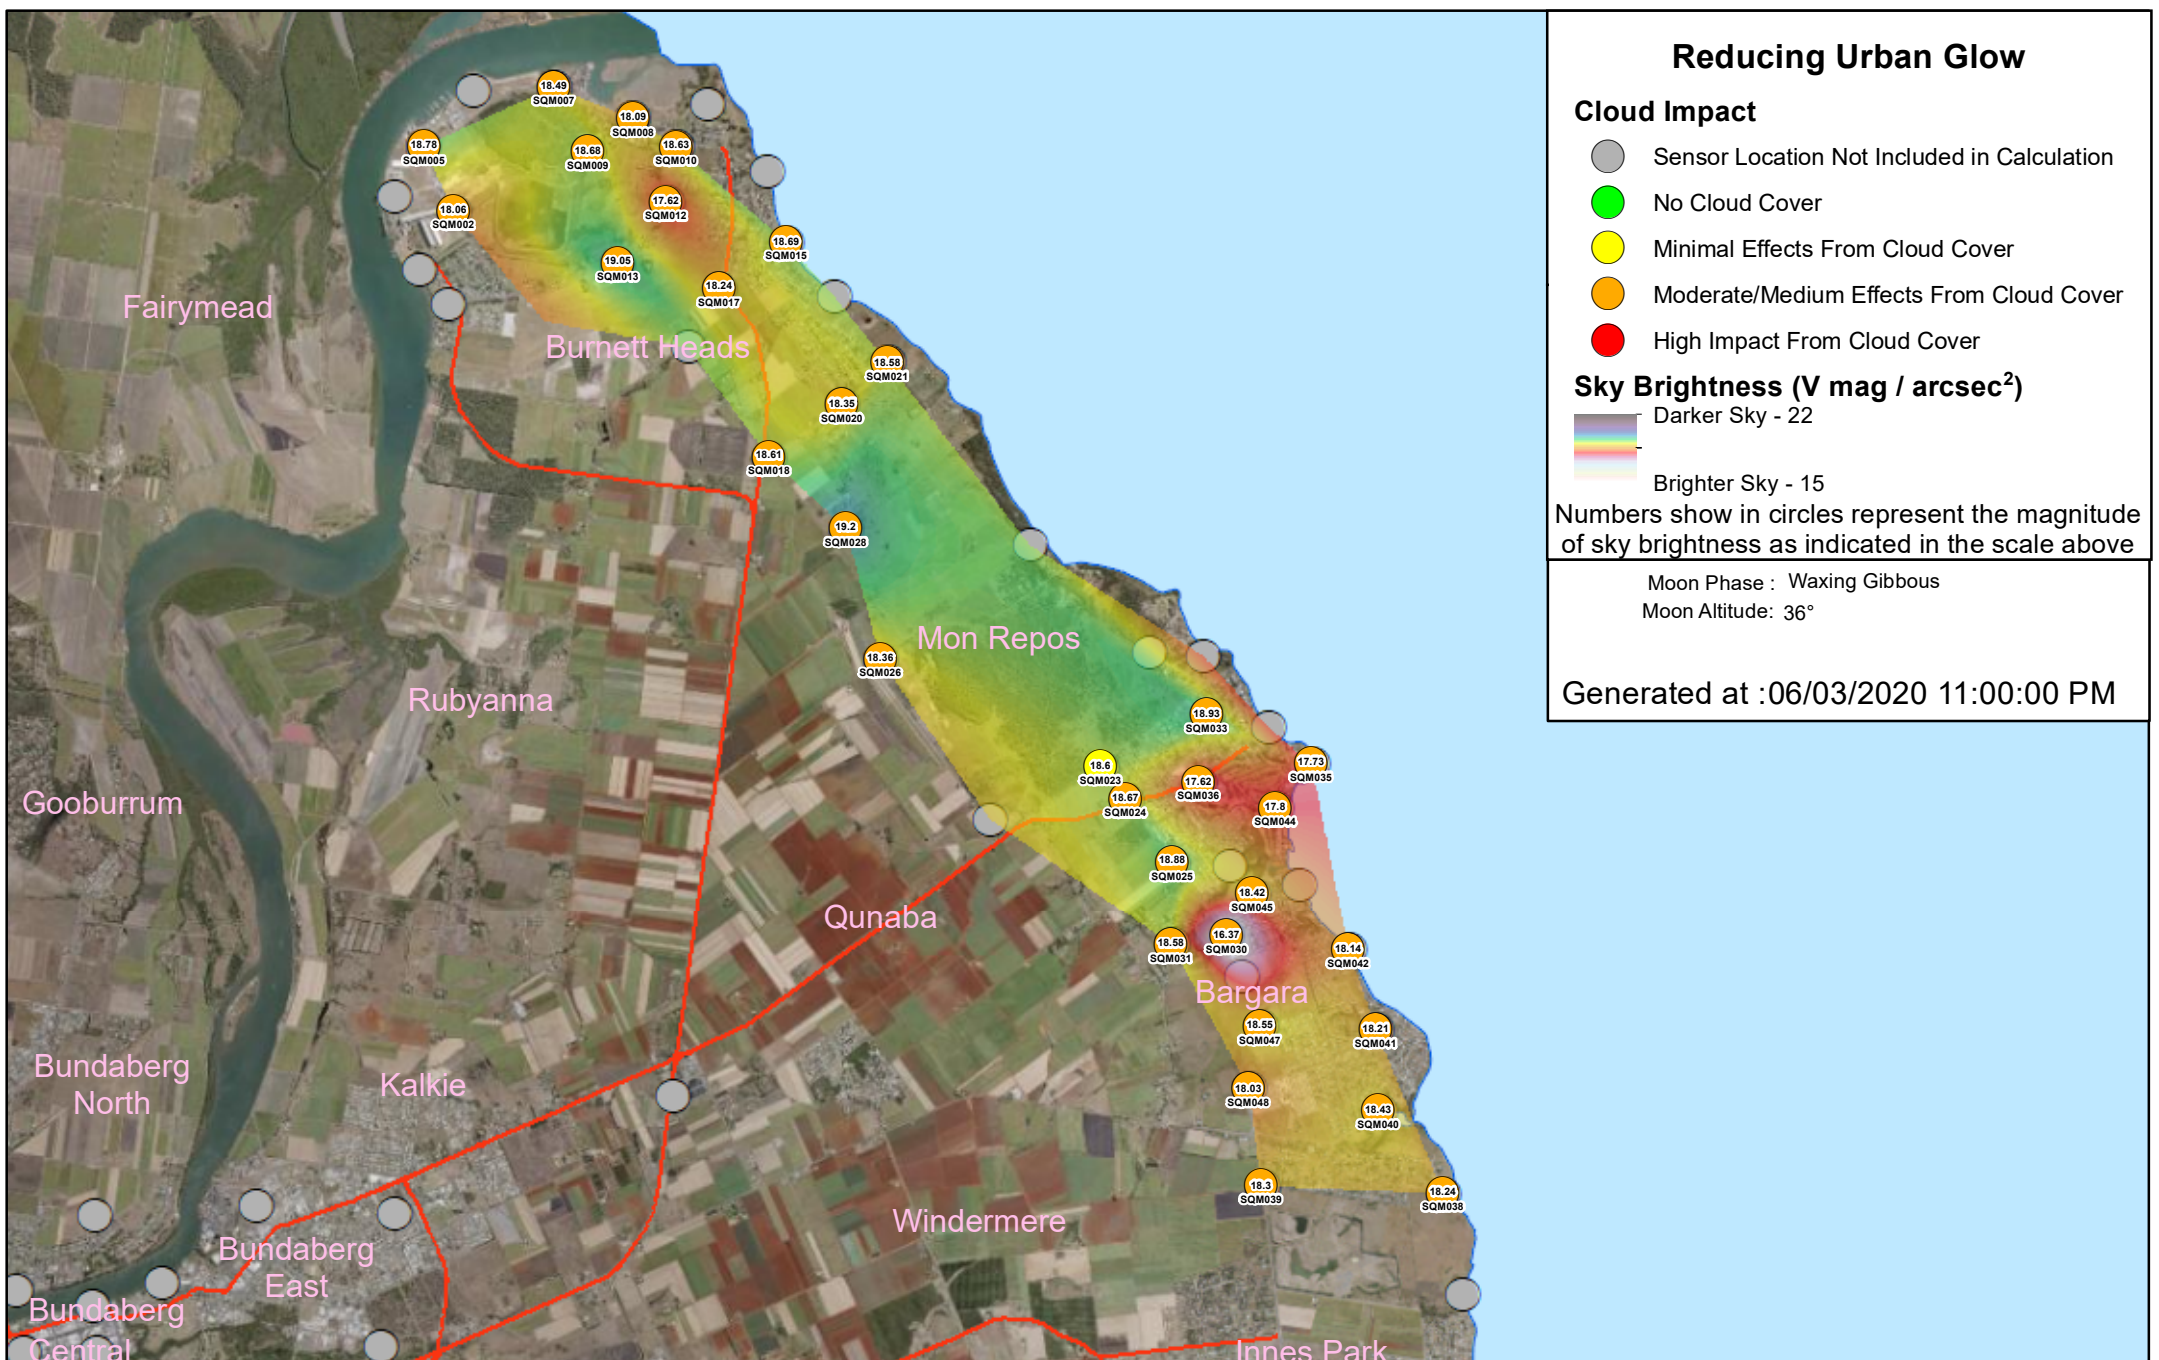 Reducing Urban Glow
Cloud Impact
Sensor Location Not Included in Calculation
No Cloud Cover
Minimal Effects From Cloud Cover
Moderate/Medium Effects From Cloud Cover
High Impact From Cloud Cover
Sky Brightness (V mag / arcsec²)
Darker Sky - 22
Brighter Sky - 15
Numbers show in circles represent the magnitude
of sky brightness as indicated in the scale above
Moon Phase : Waxing Gibbous
Moon Altitude: 36°
Generated at :06/03/2020 11:00:00 PM
18.49
SQM007
18.09
SQM008
18.78
SQM005
18.68
SQM009
18.63
SQM010
18.06
SQM002
17.62
SQM012
18.69
SQM015
19.05
SQM013
18.24
SQM017
Fairymead
Burnett Heads
18.58
SQM021
18.35
SQM020
18.61
SQM018
19.2
SQM028
Mon Repos
18.36
SQM026
Rubyanna
18.93
SQM033
18.6
SQM023
17.73
SQM035
17.62
SQM036
18.67
SQM024
17.8
SQM044
Gooburrum
18.88
SQM025
18.42
SQM045
Qunaba
18.58
SQM031
16.37
SQM030
18.14
SQM042
Bargara
18.55
SQM047
18.21
SQM041
Bundaberg
North
Kalkie
18.03
SQM048
18.43
SQM040
18.3
SQM039
18.24
SQM038
Windermere
Bundaberg
East
Bundaberg
Central
Innes Park